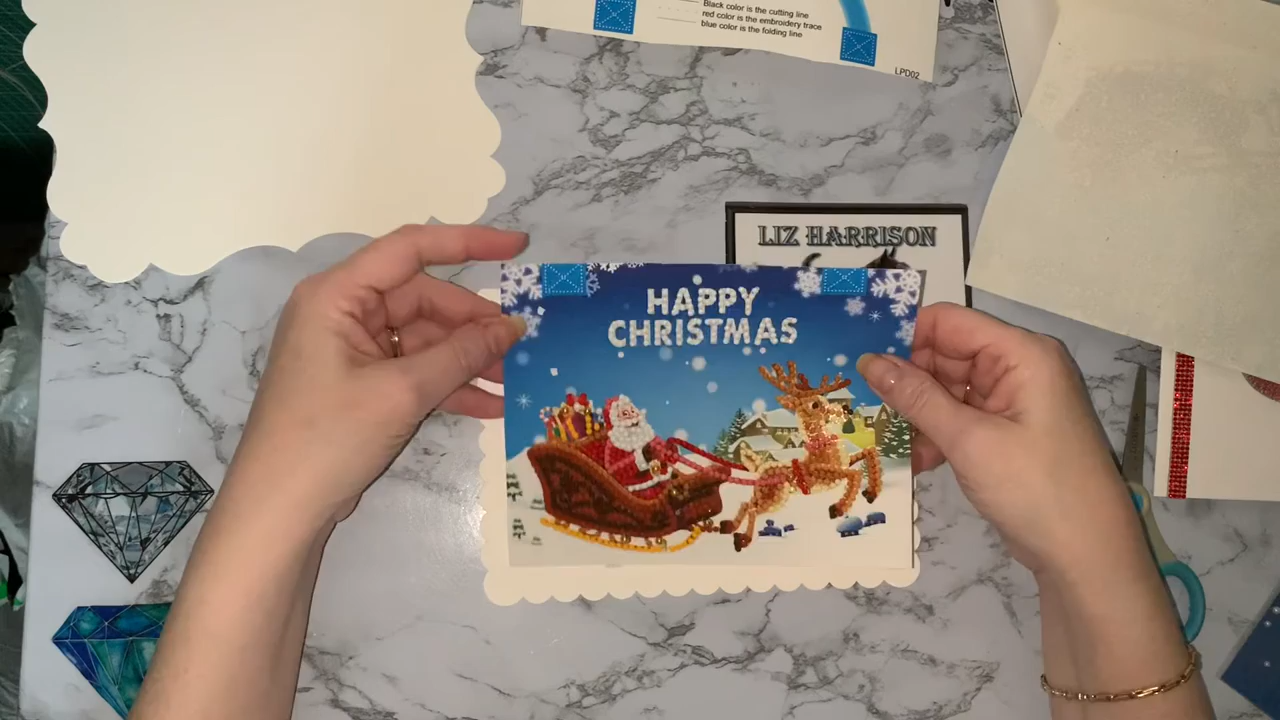 Black color is the cutting line
red color is the embroidery trace
blue color is the folding line
LPD02
LIZ HARRISON
HAPPY
CHRISTMAS